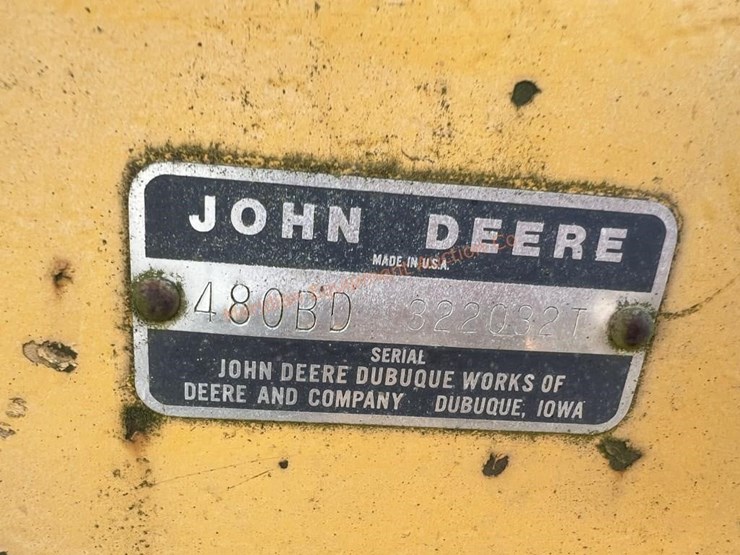 JOHN DEERE
MADE IN U.S.A.
480BD 322032T
SERIAL
JOHN DEERE DUBUQUE WORKS OF
DEERE AND COMPANY DUBUQUE, IOWA